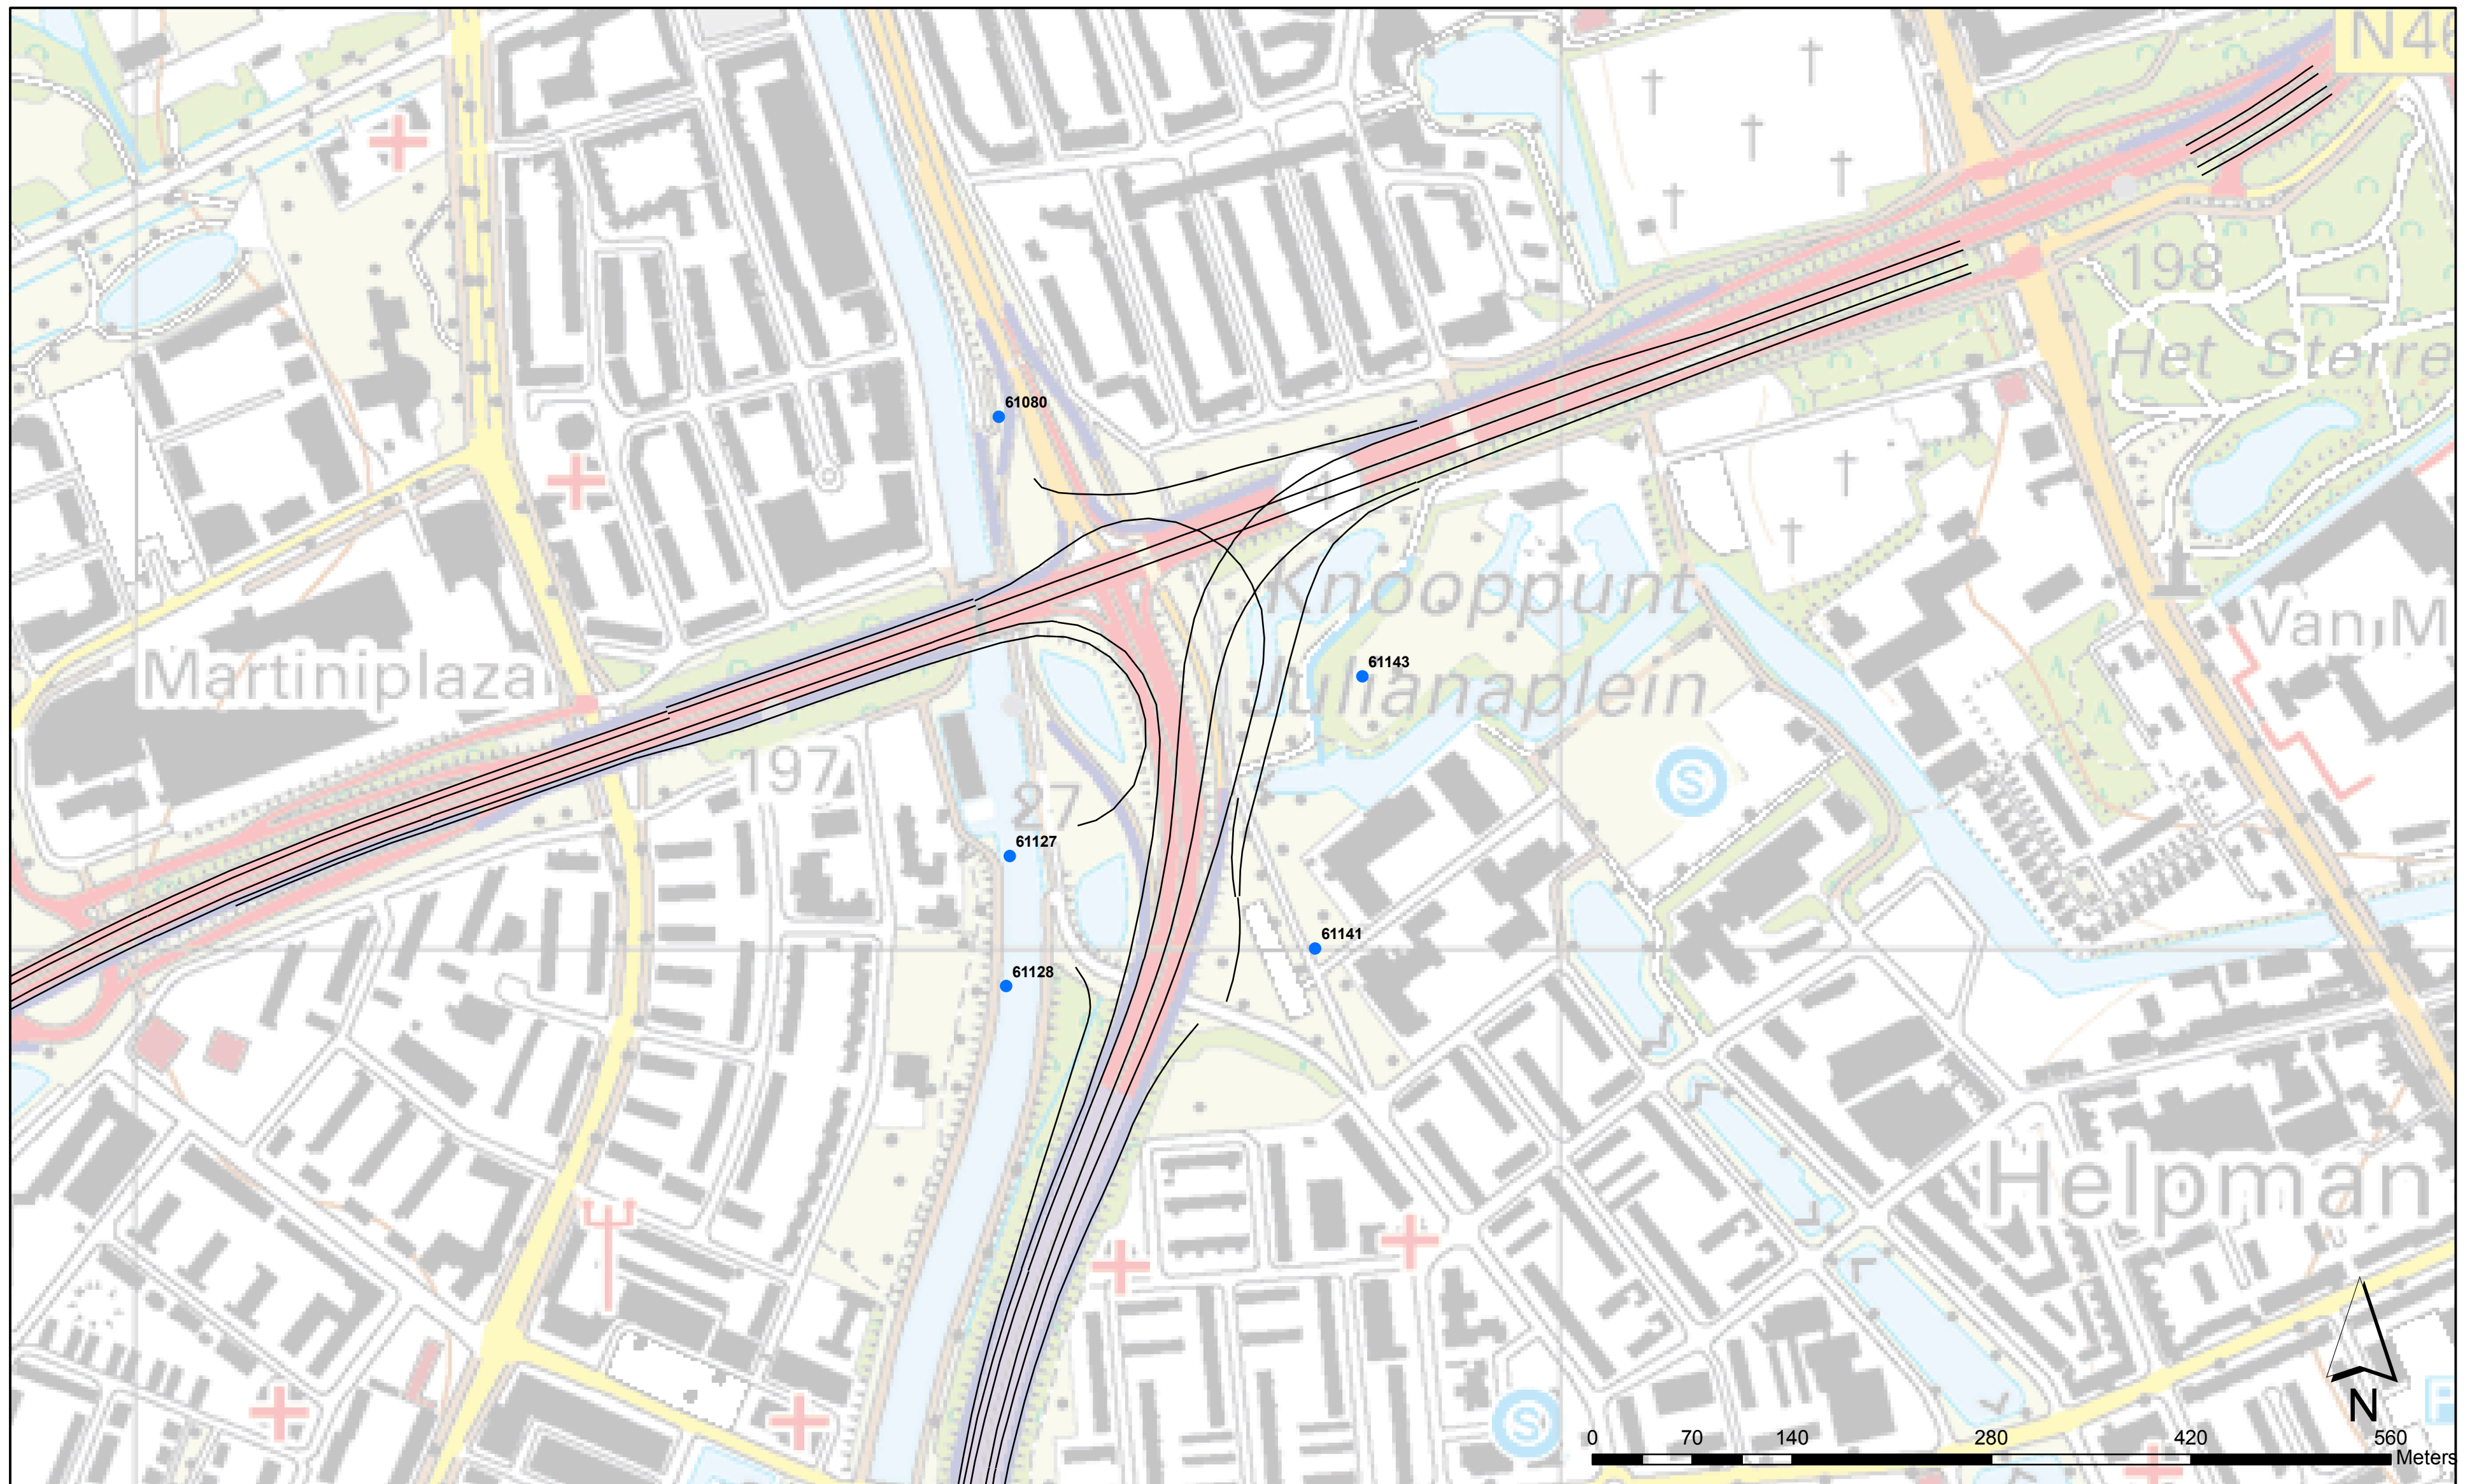 N46
198
Het Sterre
61080
4
Knooppunt
Van M
Martiniplaza
61143
Julianaplein
S
197
27
61127
61141
61128
Helpman
N
S
P
0 70 140 280 420 560
Meters